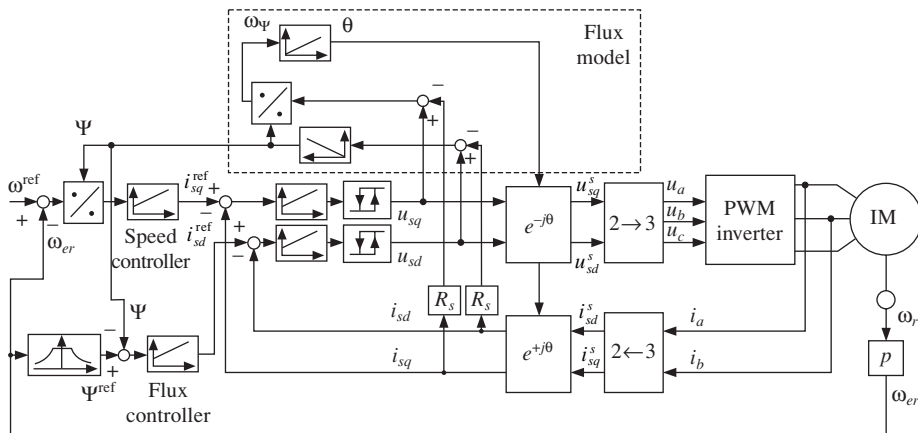 ω_Ψ
θ
Flux
model
−
+
−
+
Ψ
ω^ref
+
−
ω_er
i_sq^ref
+
−
Speed
controller
i_sd^ref
+
−
u_sq
u_sd
e^−jθ
u_sq^s
u_sd^s
2→3
u_a
u_b
u_c
PWM
inverter
IM
R_s
R_s
Ψ
−
+
Ψ^ref
Flux
controller
i_sd
i_sq
e^+jθ
i_sd^s
i_sq^s
2←3
i_a
i_b
ω_r
p
ω_er